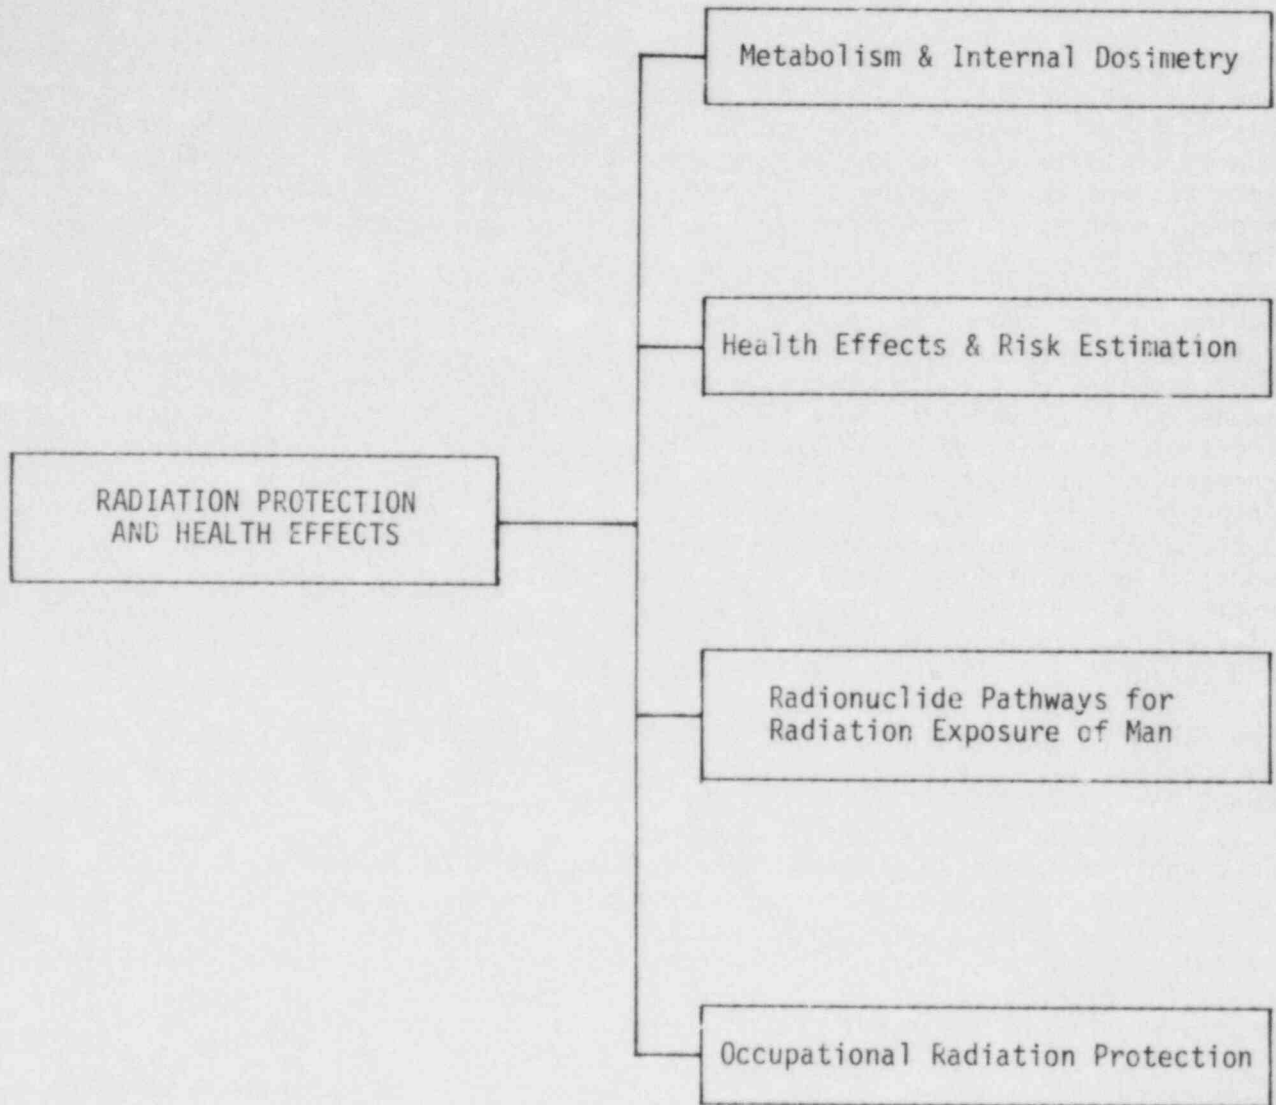 Metabolism & Internal Dosimetry
Health Effects & Risk Estimation
RADIATION PROTECTION
AND HEALTH EFFECTS
Radionuclide Pathways for
Radiation Exposure of Man
Occupational Radiation Protection